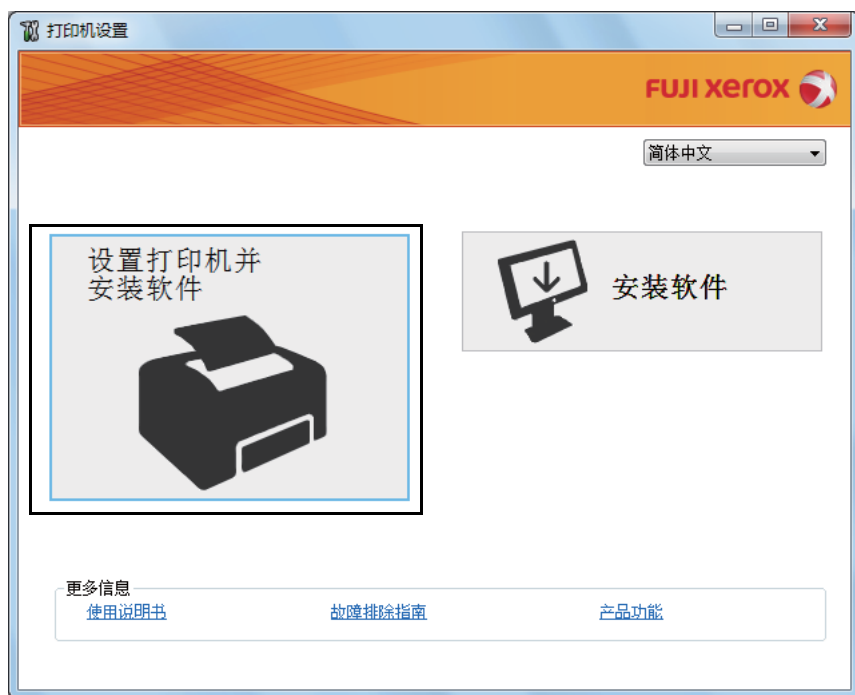 打印机设置
FUJI xerox
简体中文
设置打印机并
安装软件
安装软件
更多信息
使用说明书
故障排除指南
产品功能